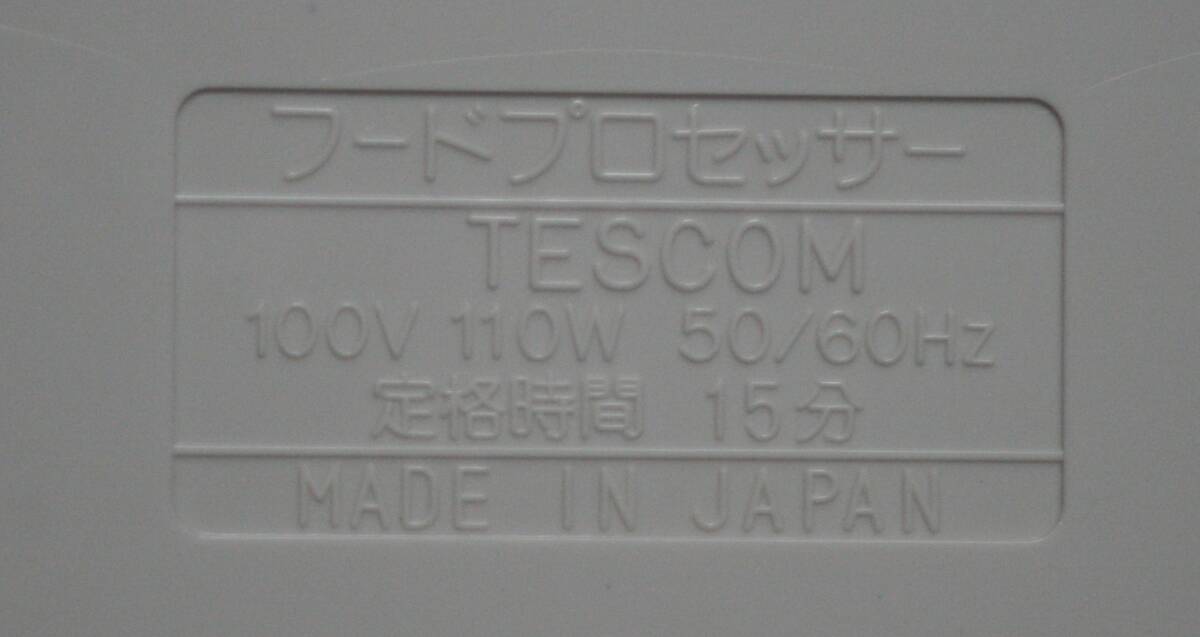 フードプロセッサー
TESCOM
100V 110W 50/60Hz
定格時間 15分
MADE IN JAPAN